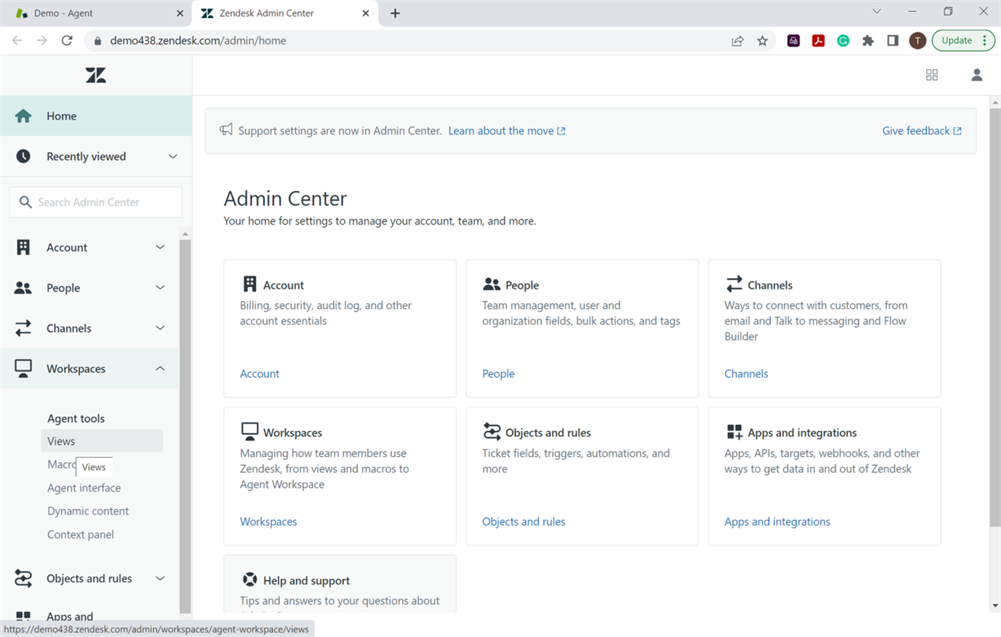 Demo - Agent
Zendesk Admin Center
demo438.zendesk.com/admin/home
T
Update
Home
Recently viewed
Search Admin Center
Account
People
Channels
Workspaces
Agent tools
Views
Macro
Views
Agent interface
Dynamic content
Context panel
Objects and rules
Apps and
https://demo438.zendesk.com/admin/workspaces/agent-workspace/views
Support settings are now in Admin Center. Learn about the move
Give feedback
Admin Center
Your home for settings to manage your account, team, and more.
Account
Billing, security, audit log, and other
account essentials
Account
People
Team management, user and
organization fields, bulk actions, and tags
People
Channels
Ways to connect with customers, from
email and Talk to messaging and Flow
Builder
Channels
Workspaces
Managing how team members use
Zendesk, from views and macros to
Agent Workspace
Workspaces
Objects and rules
Ticket fields, triggers, automations, and
more
Objects and rules
Apps and integrations
Apps, APIs, targets, webhooks, and other
ways to get data in and out of Zendesk
Apps and integrations
Help and support
Tips and answers to your questions about